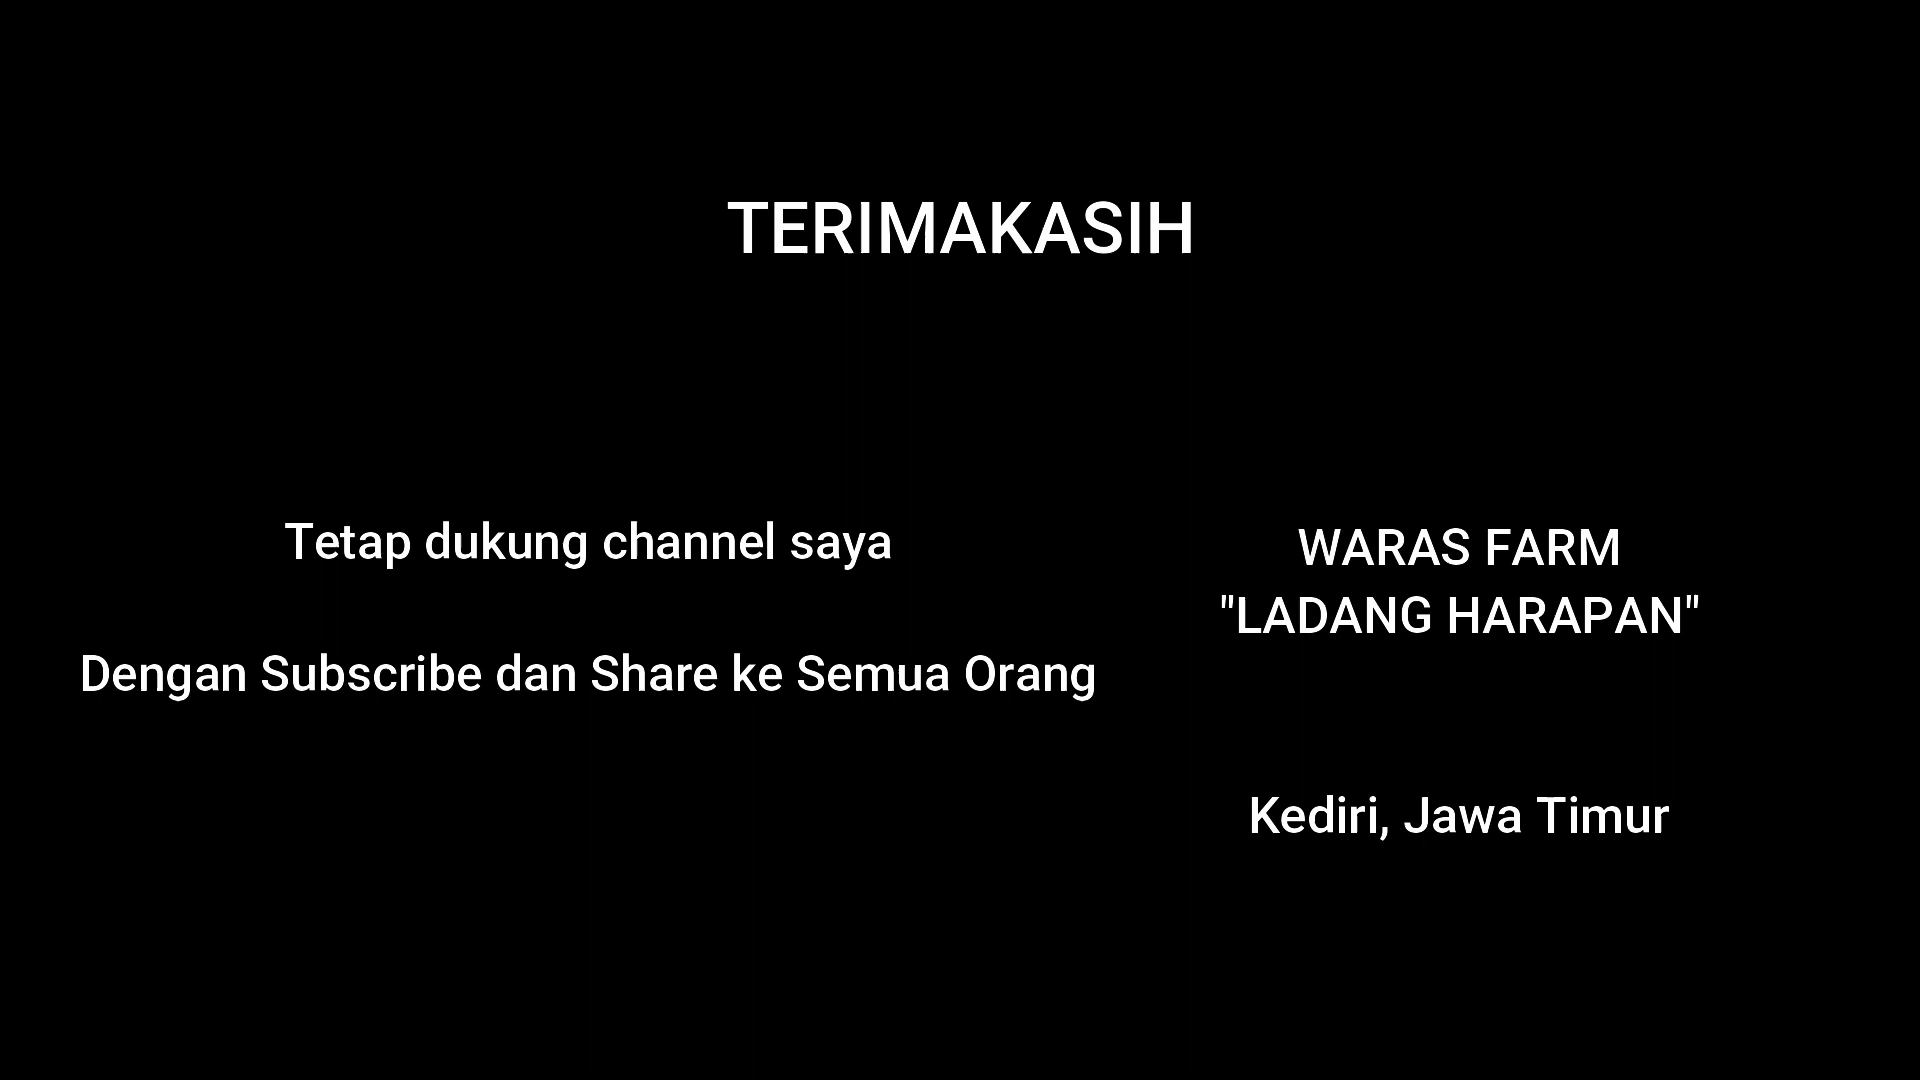 TERIMAKASIH
Tetap dukung channel saya
Dengan Subscribe dan Share ke Semua Orang
WARAS FARM
"LADANG HARAPAN"
Kediri, Jawa Timur